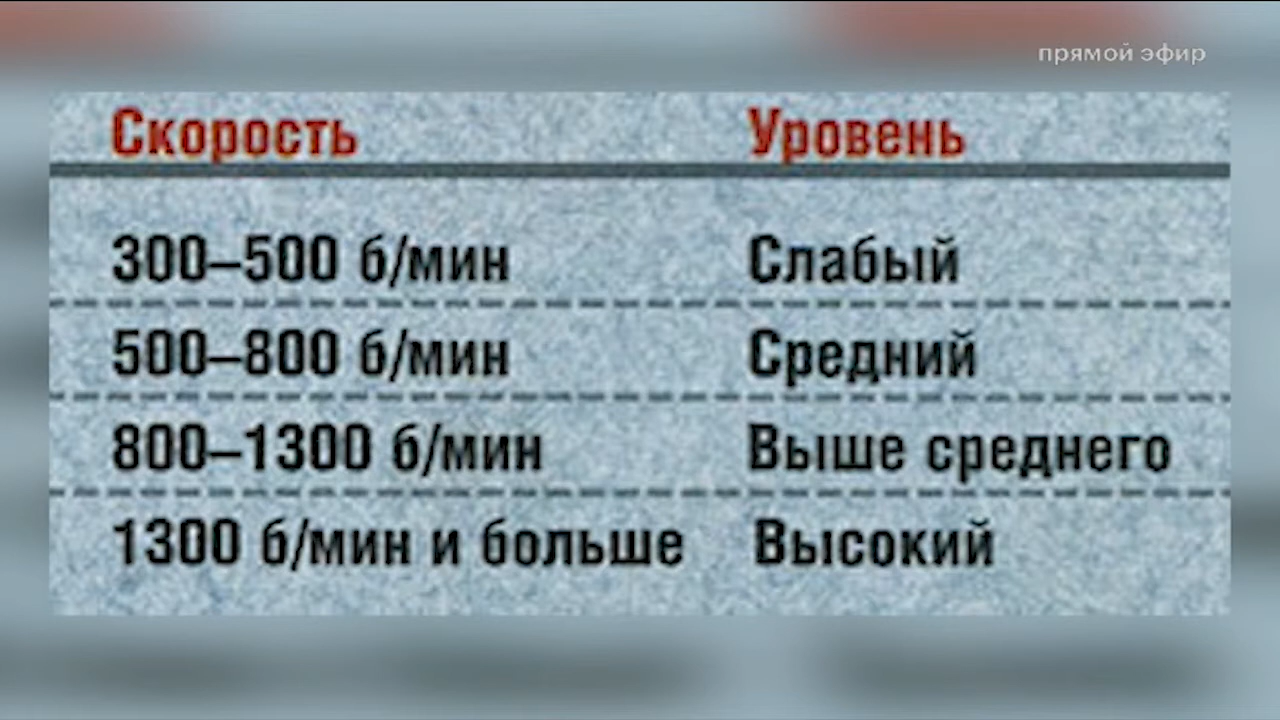 прямой эфир
Скорость Уровень
300–500 б/мин Слабый
500–800 б/мин Средний
800–1300 б/мин Выше среднего
1300 б/мин и больше Высокий